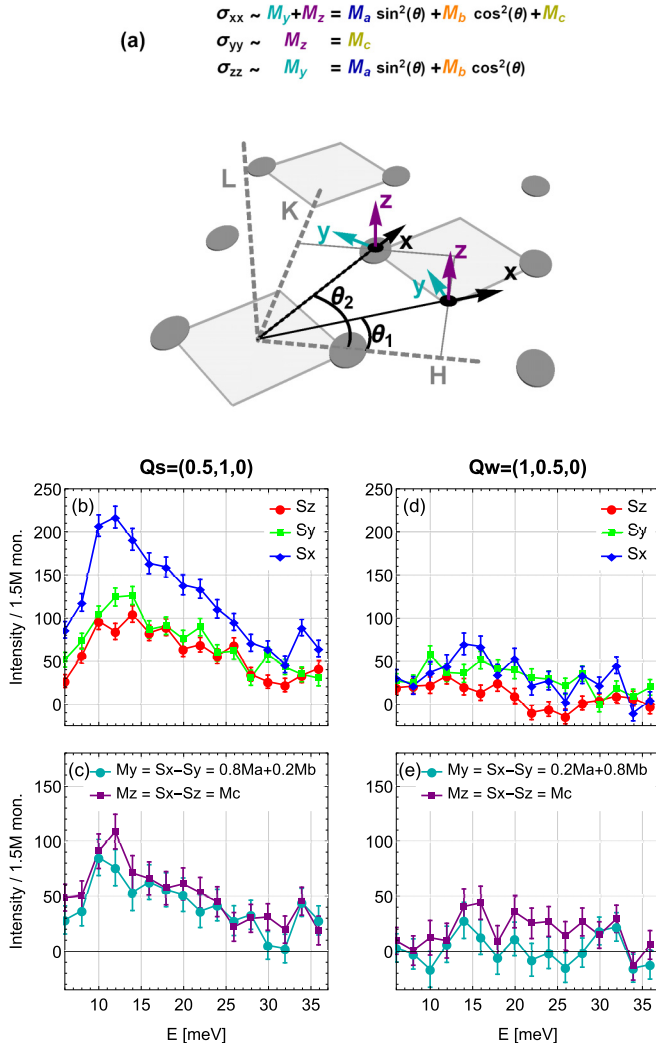 (a)
σxx ~ My+Mz = Ma sin²(θ) +Mb cos²(θ)+Mc
σyy ~ Mz = Mc
σzz ~ My = Ma sin²(θ) +Mb cos²(θ)
L
K
z
y
x
z
y
x
θ2
θ1
H
Qs=(0.5,1,0)
Qw=(1,0.5,0)
(b)
Sz
Sy
Sx
Intensity / 1.5M mon.
250
200
150
100
50
0
(d)
Sz
Sy
Sx
250
200
150
100
50
0
(c)
My = Sx−Sy = 0.8Ma+0.2Mb
Mz = Sx−Sz = Mc
Intensity / 1.5M mon.
150
100
50
0
10 15 20 25 30 35
E [meV]
(e)
My = Sx−Sy = 0.2Ma+0.8Mb
Mz = Sx−Sz = Mc
150
100
50
0
10 15 20 25 30 35
E [meV]